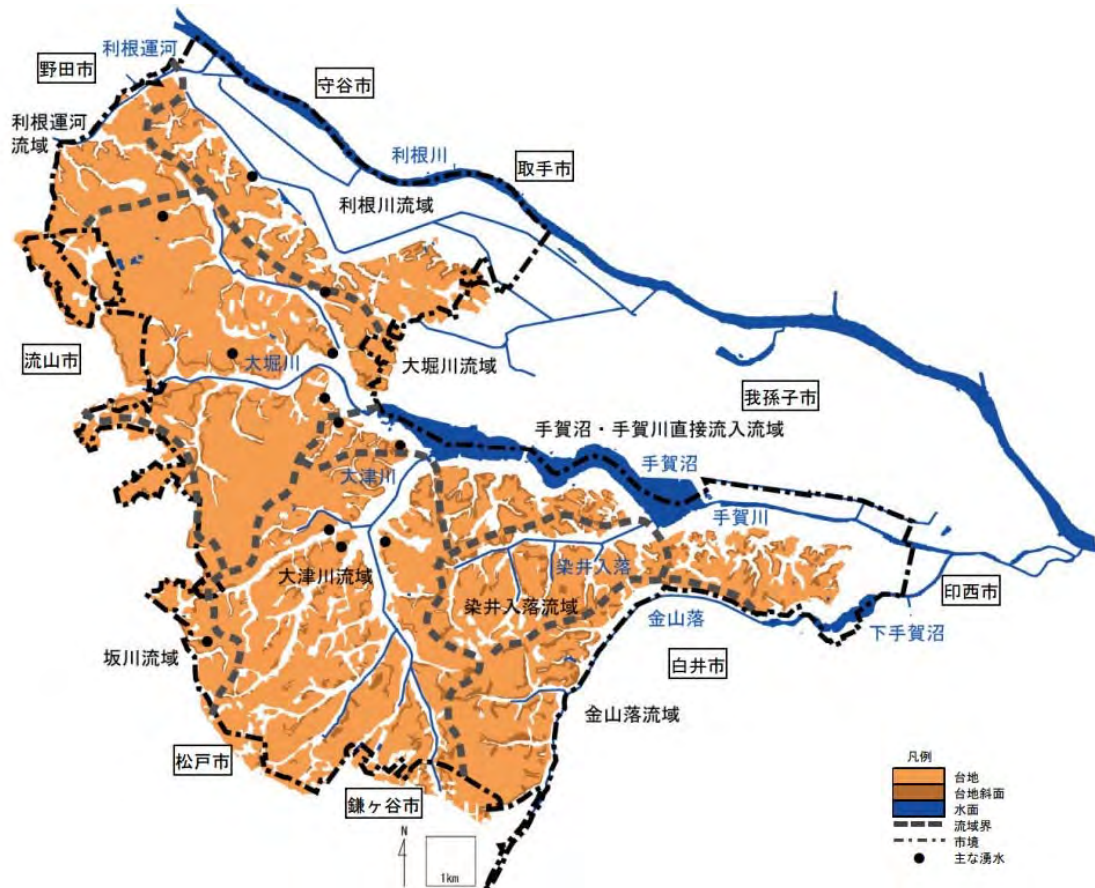 利根運河
野田市
守谷市
利根運河
流域
利根川
取手市
利根川流域
流山市
大堀川
大堀川流域
我孫子市
手賀沼・手賀川直接流入流域
大津川
手賀沼
手賀川
大津川流域
染井入落
染井入落流域
印西市
金山落
下手賀沼
坂川流域
白井市
金山落流域
松戸市
鎌ヶ谷市
凡例
台地
台地斜面
水面
流域界
市境
主な湧水
N
1km